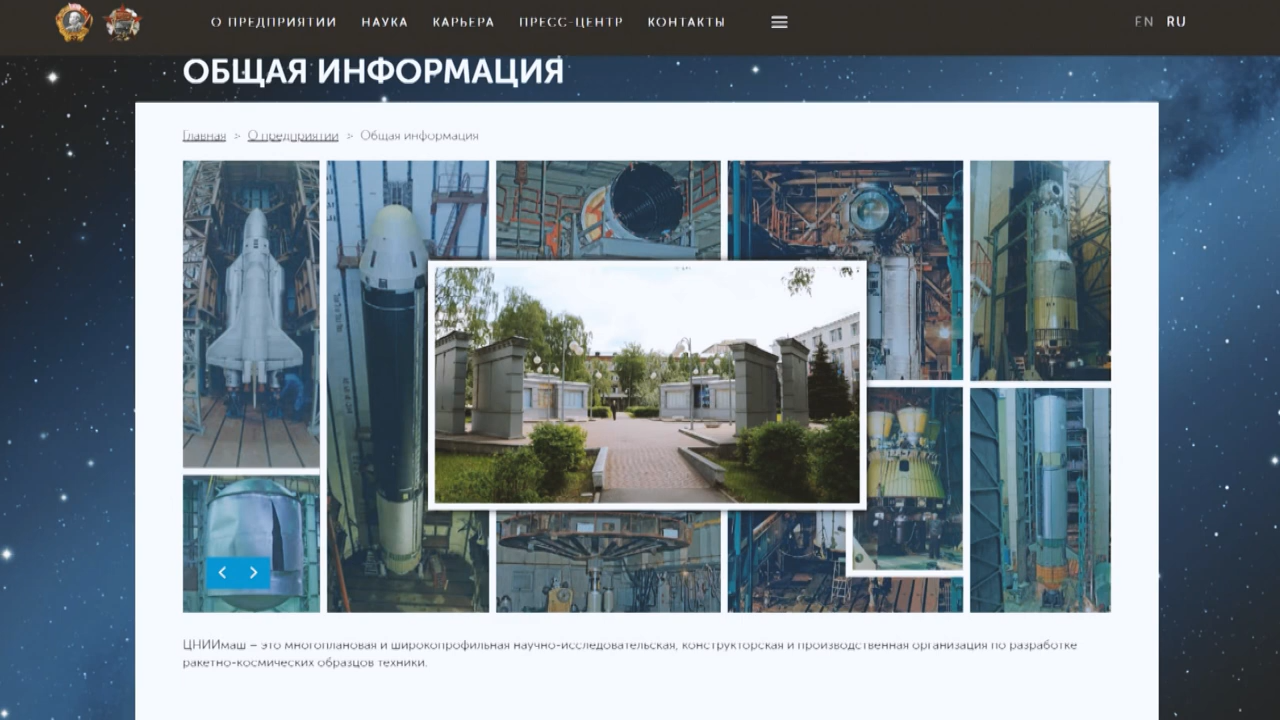 О ПРЕДПРИЯТИИ НАУКА КАРЬЕРА ПРЕСС-ЦЕНТР КОНТАКТЫ EN RU
ОБЩАЯ ИНФОРМАЦИЯ
Главная > О предприятии > Общая информация
ЦНИИмаш – это многоплановая и широкопрофильная научно-исследовательская, конструкторская и производственная организация по разработке
ракетно-космических образцов техники.